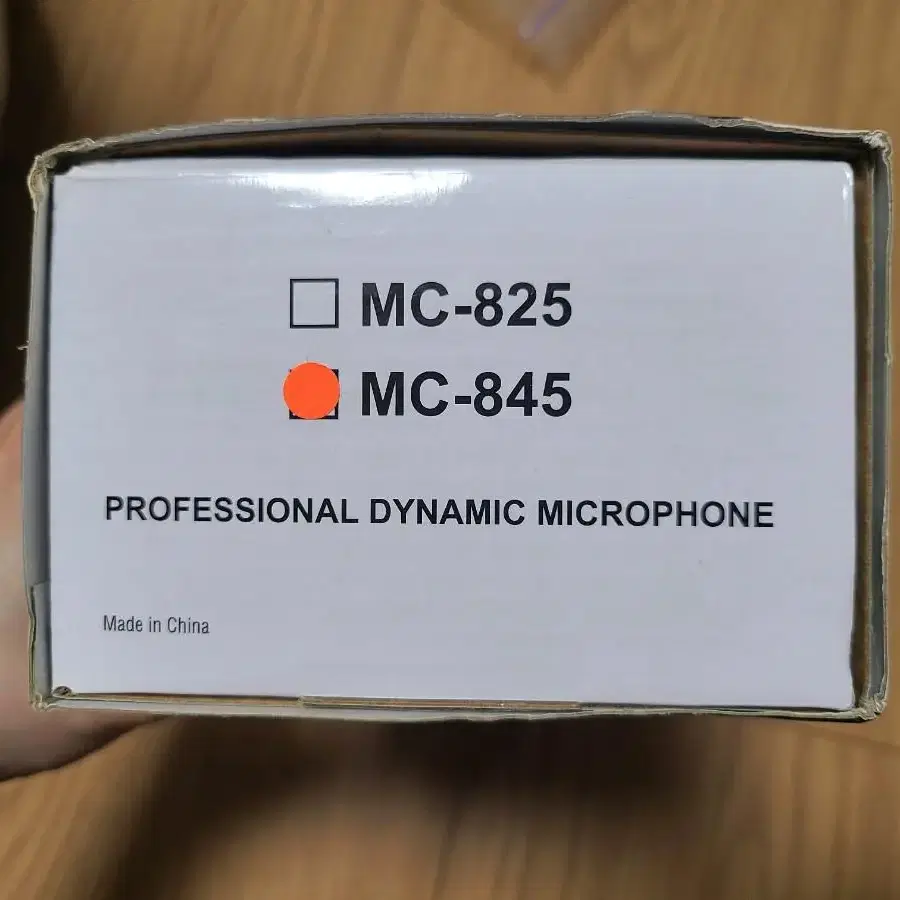 MC-825
MC-845
PROFESSIONAL DYNAMIC MICROPHONE
Made in China